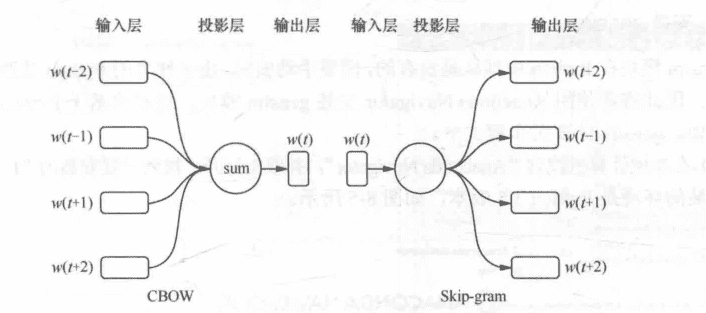 输入层 投影层 输出层 输入层 投影层 输出层
w(t−2) w(t−2)
w(t−1) w(t) w(t) w(t−1)
sum
w(t+1) w(t+1)
w(t+2) w(t+2)
CBOW Skip-gram